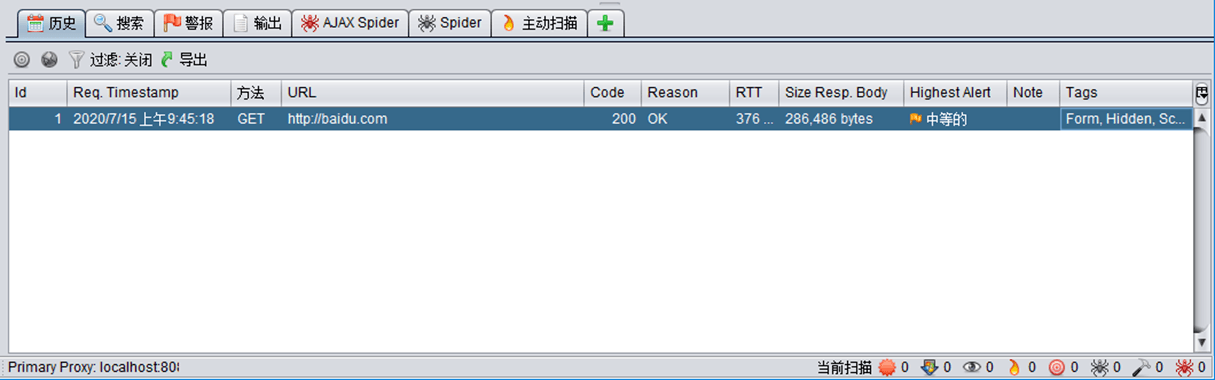 历史 搜索 警报 输出 AJAX Spider Spider 主动扫描
过滤: 关闭 导出
Id Req. Timestamp 方法 URL Code Reason RTT Size Resp. Body Highest Alert Note Tags
1 2020/7/15 上午9:45:18 GET http://baidu.com 200 OK 376 ... 286,486 bytes 中等的 Form, Hidden, Sc...
Primary Proxy: localhost:808 当前扫描 0 0 0 0 0 0 0 0